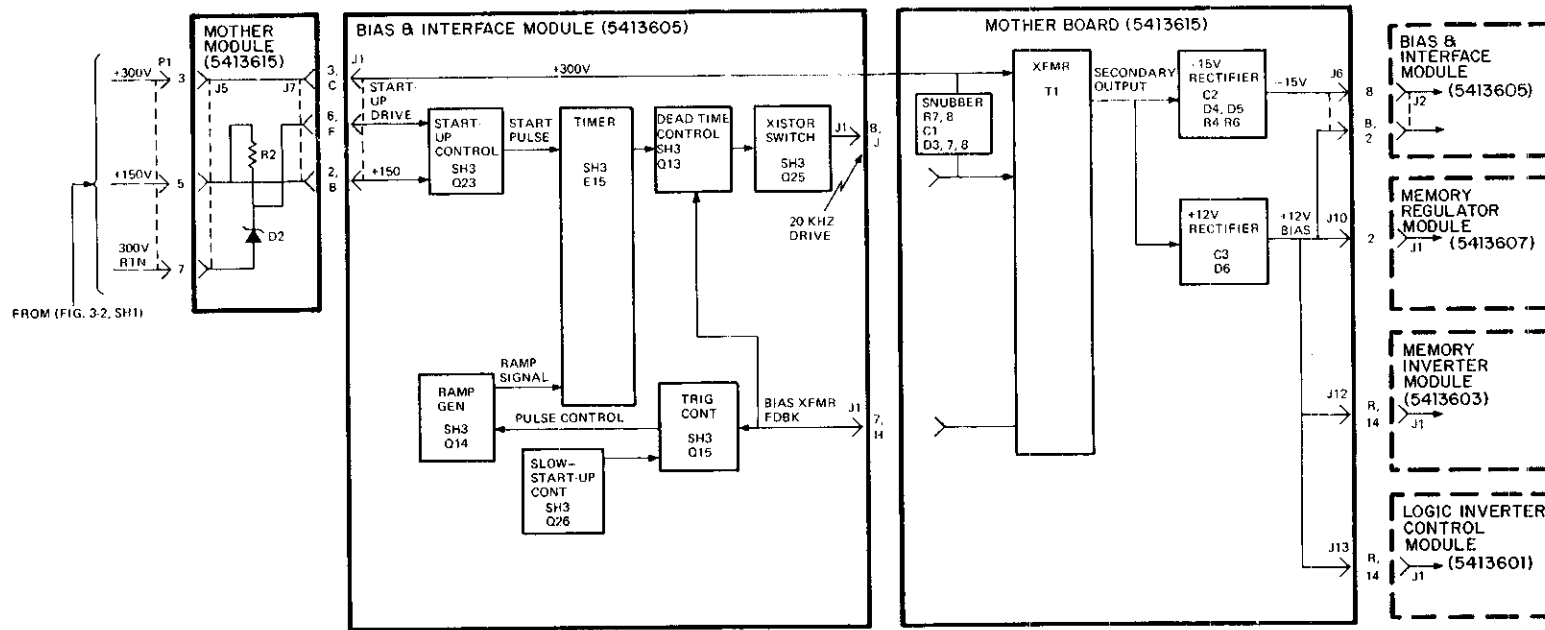 MOTHER
MODULE
(5413615)
P1
+300V
3
J5
J7
3,
C
6,
F
R2
+150V
5
2,
B
D2
300V
RTN
7
FROM (FIG. 3-2, SH1)
BIAS & INTERFACE MODULE (5413605)
J1
+300V
START-
UP
DRIVE
+150
START-
UP
CONTROL
SH3
Q23
START
PULSE
TIMER
SH3
E15
DEAD TIME
CONTROL
SH3
Q13
XISTOR
SWITCH
SH3
Q25
J1
8,
J
20 KHZ
DRIVE
RAMP
SIGNAL
RAMP
GEN
SH3
Q14
PULSE CONTROL
TRIG
CONT
SH3
Q15
BIAS XFMR
FDBK
J1
7,
H
SLOW-
START-UP
CONT
SH3
Q26
MOTHER BOARD (5413615)
SNUBBER
R7, 8
C1
D3, 7, 8
XFMR
T1
SECONDARY
OUTPUT
-15V
RECTIFIER
C2
D4, D5
R4 R6
-15V
J6
8
B,
2
+12V
RECTIFIER
C3
D6
+12V
BIAS
J10
2
J12
R,
14
J13
R,
14
BIAS &
INTERFACE
MODULE
(5413605)
J2
MEMORY
REGULATOR
MODULE
(5413607)
J1
MEMORY
INVERTER
MODULE
(5413603)
J1
LOGIC INVERTER
CONTROL
MODULE
(5413601)
J1